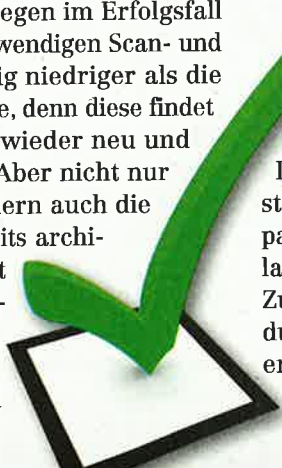 egen im Erfolgsfall
wendigen Scan- und
ig niedriger als die
e, denn diese findet
wieder neu und
Aber nicht nur
ern auch die
its archi-
t
-
st
pa
la
Zu
du
er